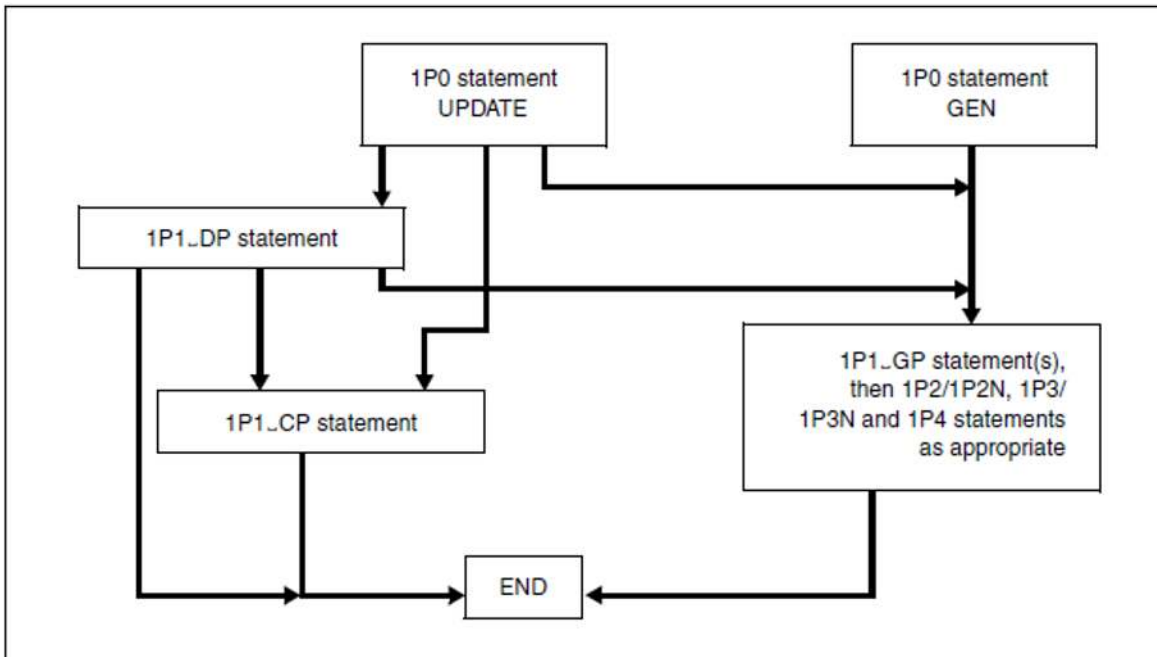 1P0 statement
UPDATE
1P0 statement
GEN
1P1⎵DP statement
1P1⎵CP statement
1P1⎵GP statement(s),
then 1P2/1P2N, 1P3/
1P3N and 1P4 statements
as appropriate
END